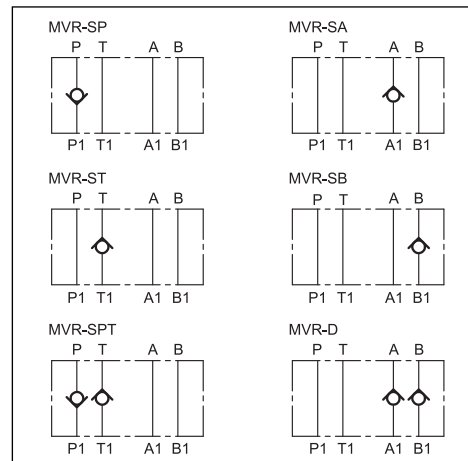 MVR-SP
P T A B
P1 T1 A1 B1
MVR-SA
P T A B
P1 T1 A1 B1
MVR-ST
P T A B
P1 T1 A1 B1
MVR-SB
P T A B
P1 T1 A1 B1
MVR-SPT
P T A B
P1 T1 A1 B1
MVR-D
P T A B
P1 T1 A1 B1